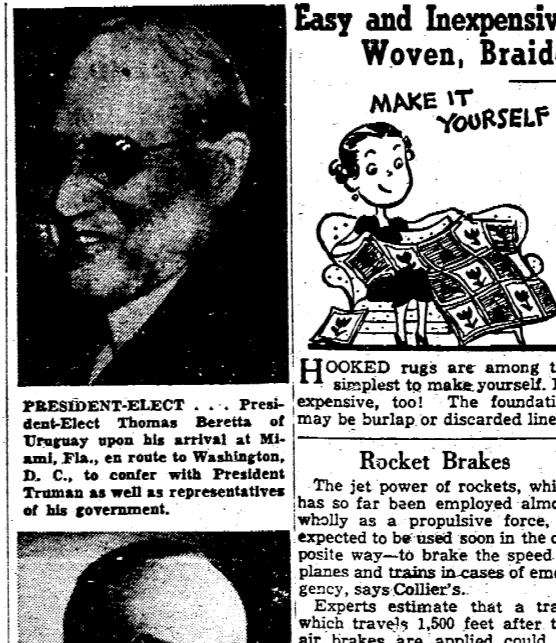 PRESIDENT-ELECT . . . Presi-
dent-Elect Thomas Beretta of
Uruguay upon his arrival at Mi-
ami, Fla., en route to Washington,
D. C., to confer with President
Truman as well as representatives
of his government.
Easy and Inexpensiv
Woven, Braid
MAKE IT
YOURSELF
HOOKED rugs are among t
simplest to make yourself. I
expensive, too! The foundati
may be burlap or discarded line
Rocket Brakes
The jet power of rockets, whi
has so far been employed almo
wholly as a propulsive force,
expected to be used soon in the o
posite way—to brake the speed
planes and trains in cases of eme
gency, says Collier's.
Experts estimate that a tra
which travels 1,500 feet after t
air brakes are applied could